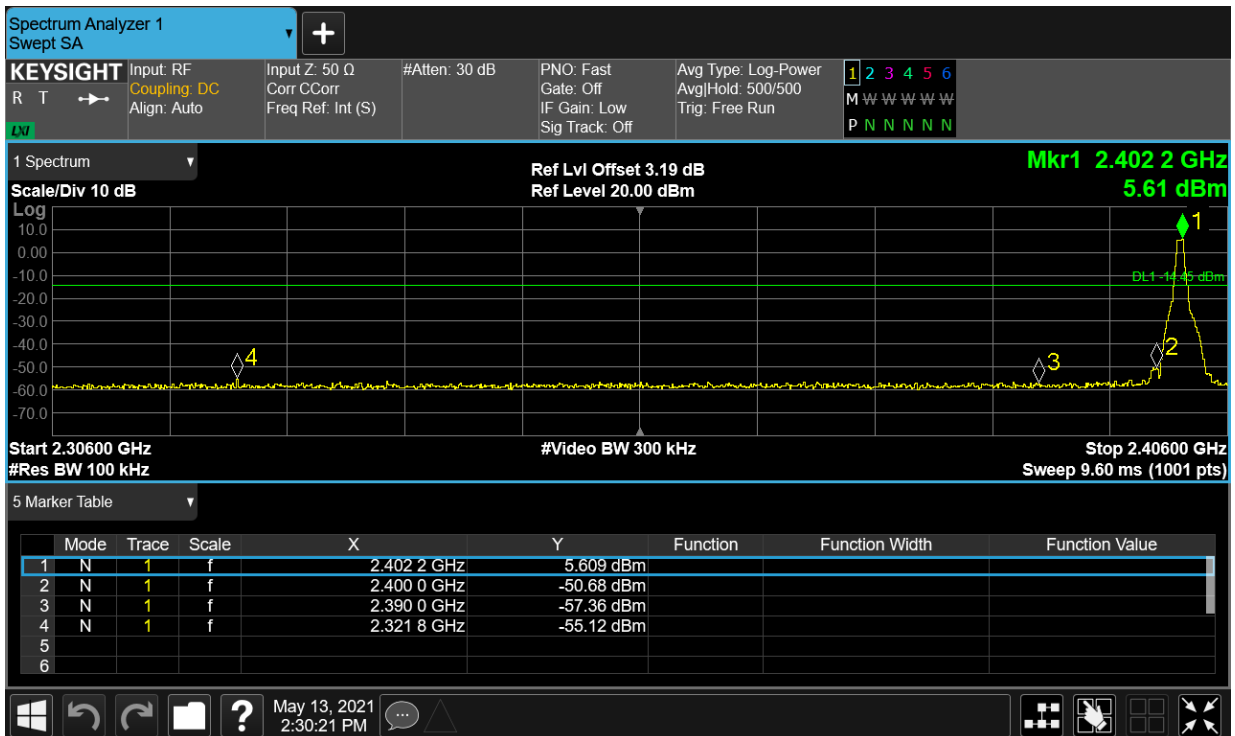 Spectrum Analyzer 1
Swept SA
+
KEYSIGHT
R T
LXI
Input: RF
Coupling: DC
Align: Auto
Input Z: 50 Ω
Corr CCorr
Freq Ref: Int (S)
#Atten: 30 dB
PNO: Fast
Gate: Off
IF Gain: Low
Sig Track: Off
Avg Type: Log-Power
Avg|Hold: 500/500
Trig: Free Run
1 2 3 4 5 6
M W W W W W
P N N N N N
1 Spectrum
Scale/Div 10 dB
Ref Lvl Offset 3.19 dB
Ref Level 20.00 dBm
Mkr1 2.402 2 GHz
5.61 dBm
Log
10.0
0.00
-10.0
-20.0
-30.0
-40.0
-50.0
-60.0
-70.0
1
DL1 -14.45 dBm
2
3
4
Start 2.30600 GHz
#Video BW 300 kHz
Stop 2.40600 GHz
#Res BW 100 kHz
Sweep 9.60 ms (1001 pts)
5 Marker Table
Mode Trace Scale X Y Function Function Width Function Value
1 N 1 f 2.402 2 GHz 5.609 dBm
2 N 1 f 2.400 0 GHz -50.68 dBm
3 N 1 f 2.390 0 GHz -57.36 dBm
4 N 1 f 2.321 8 GHz -55.12 dBm
5
6
?
May 13, 2021
2:30:21 PM